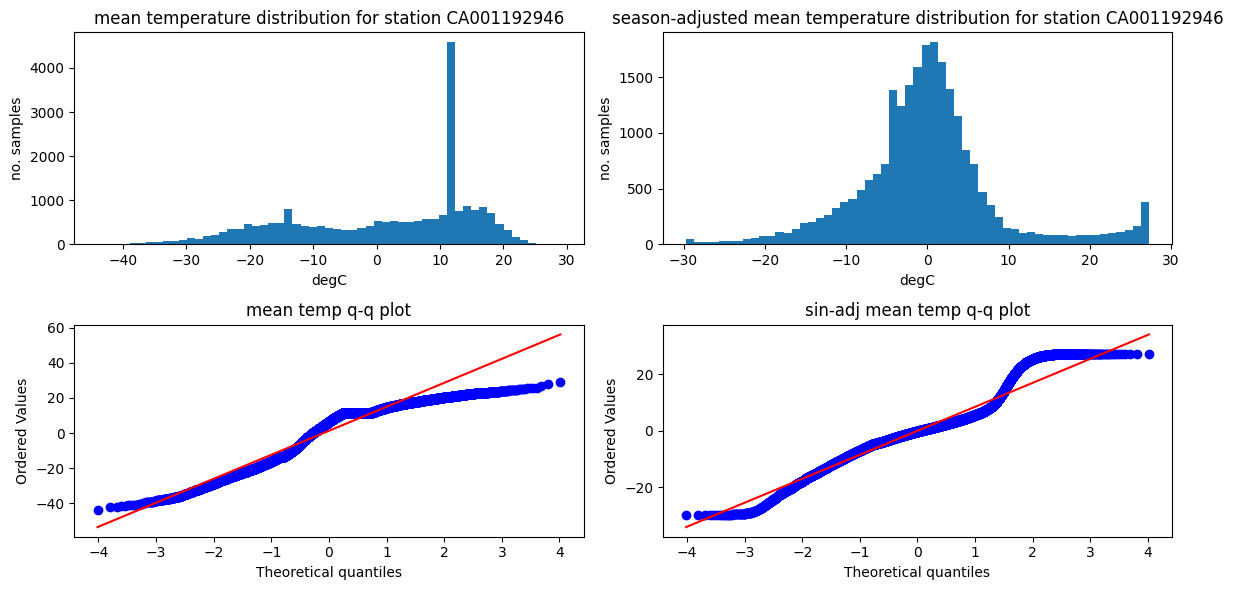 mean temperature distribution for station CA001192946
no. samples
4000
3000
2000
1000
0
−40 −30 −20 −10 0 10 20 30
degC
season-adjusted mean temperature distribution for station CA001192946
no. samples
1500
1000
500
0
−30 −20 −10 0 10 20 30
degC
mean temp q-q plot
Ordered Values
60
40
20
0
−20
−40
−4 −3 −2 −1 0 1 2 3 4
Theoretical quantiles
sin-adj mean temp q-q plot
Ordered Values
20
0
−20
−4 −3 −2 −1 0 1 2 3 4
Theoretical quantiles